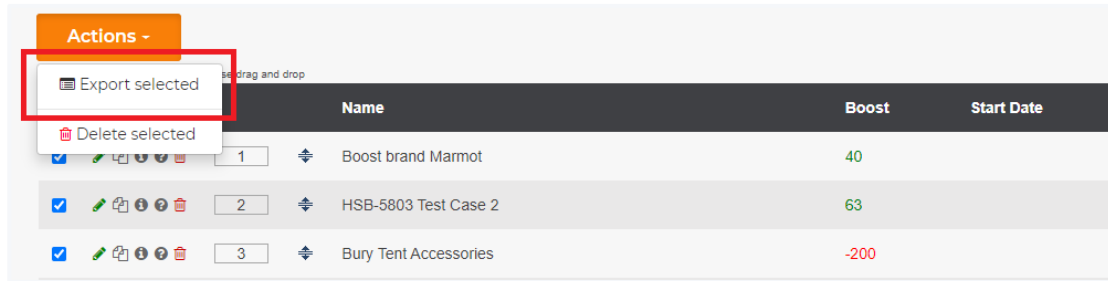 Actions
Export selected
se drag and drop
Name Boost Start Date
Delete selected
1 Boost brand Marmot 40
2 HSB-5803 Test Case 2 63
3 Bury Tent Accessories -200